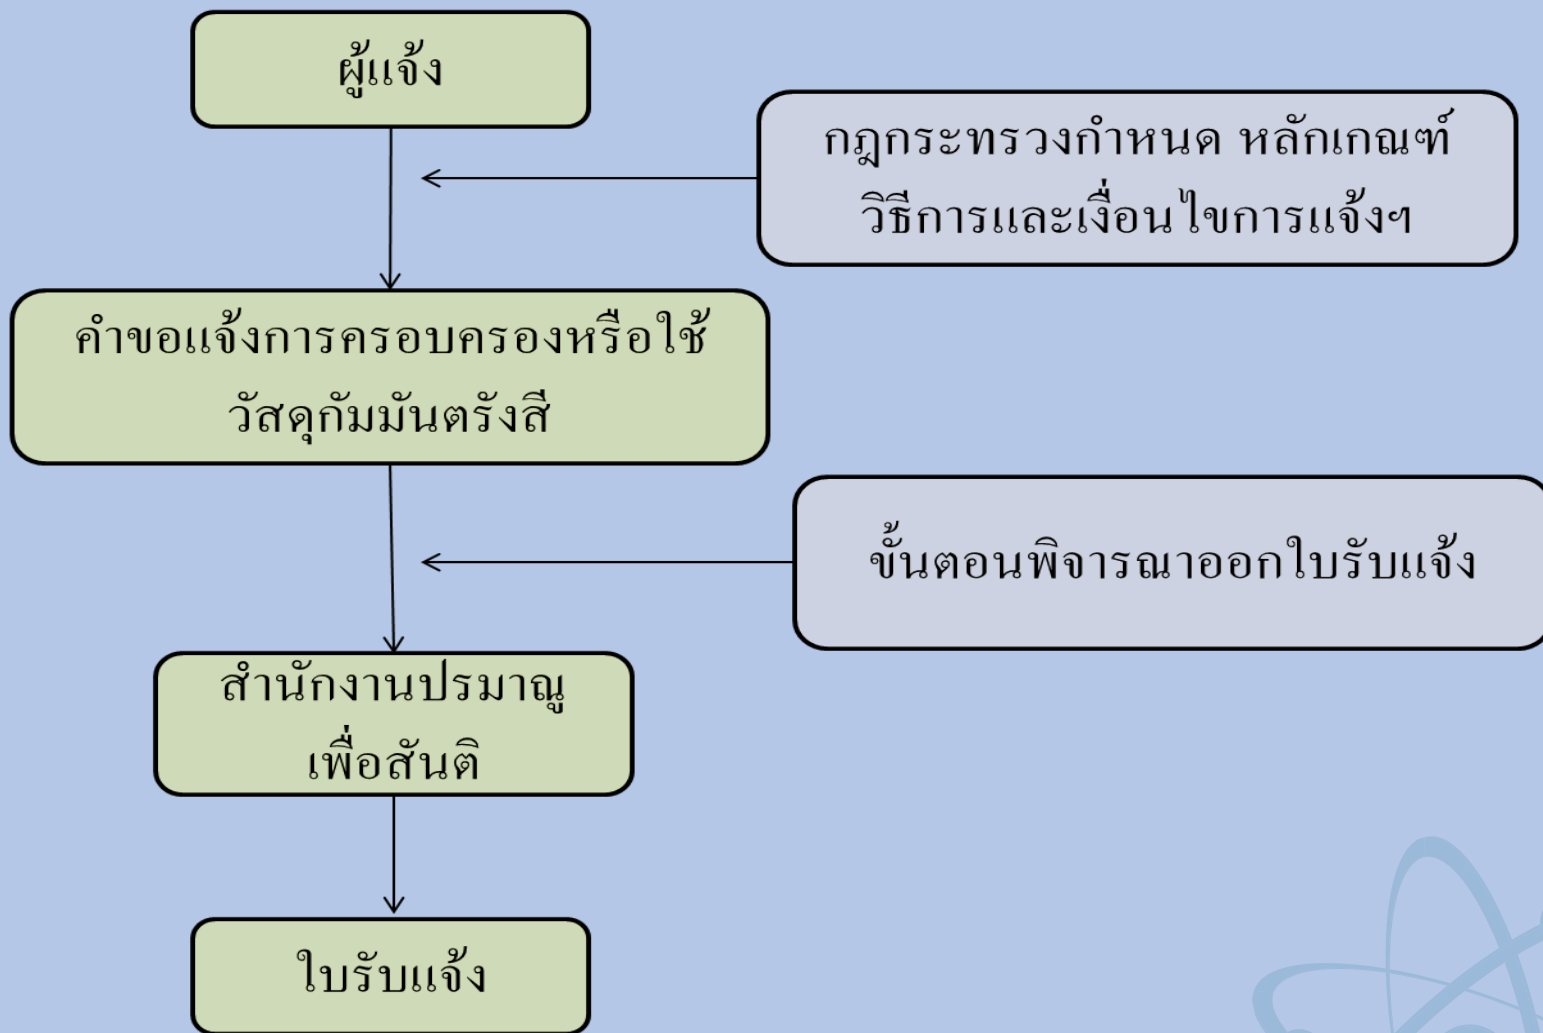 ผู้แจ้ง
กฎกระทรวงกำหนด หลักเกณฑ์
วิธีการและเงื่อนไขการแจ้งฯ
คำขอแจ้งการครอบครองหรือใช้
วัสดุกัมมันตรังสี
ขั้นตอนพิจารณาออกใบรับแจ้ง
สำนักงานปรมาณู
เพื่อสันติ
ใบรับแจ้ง